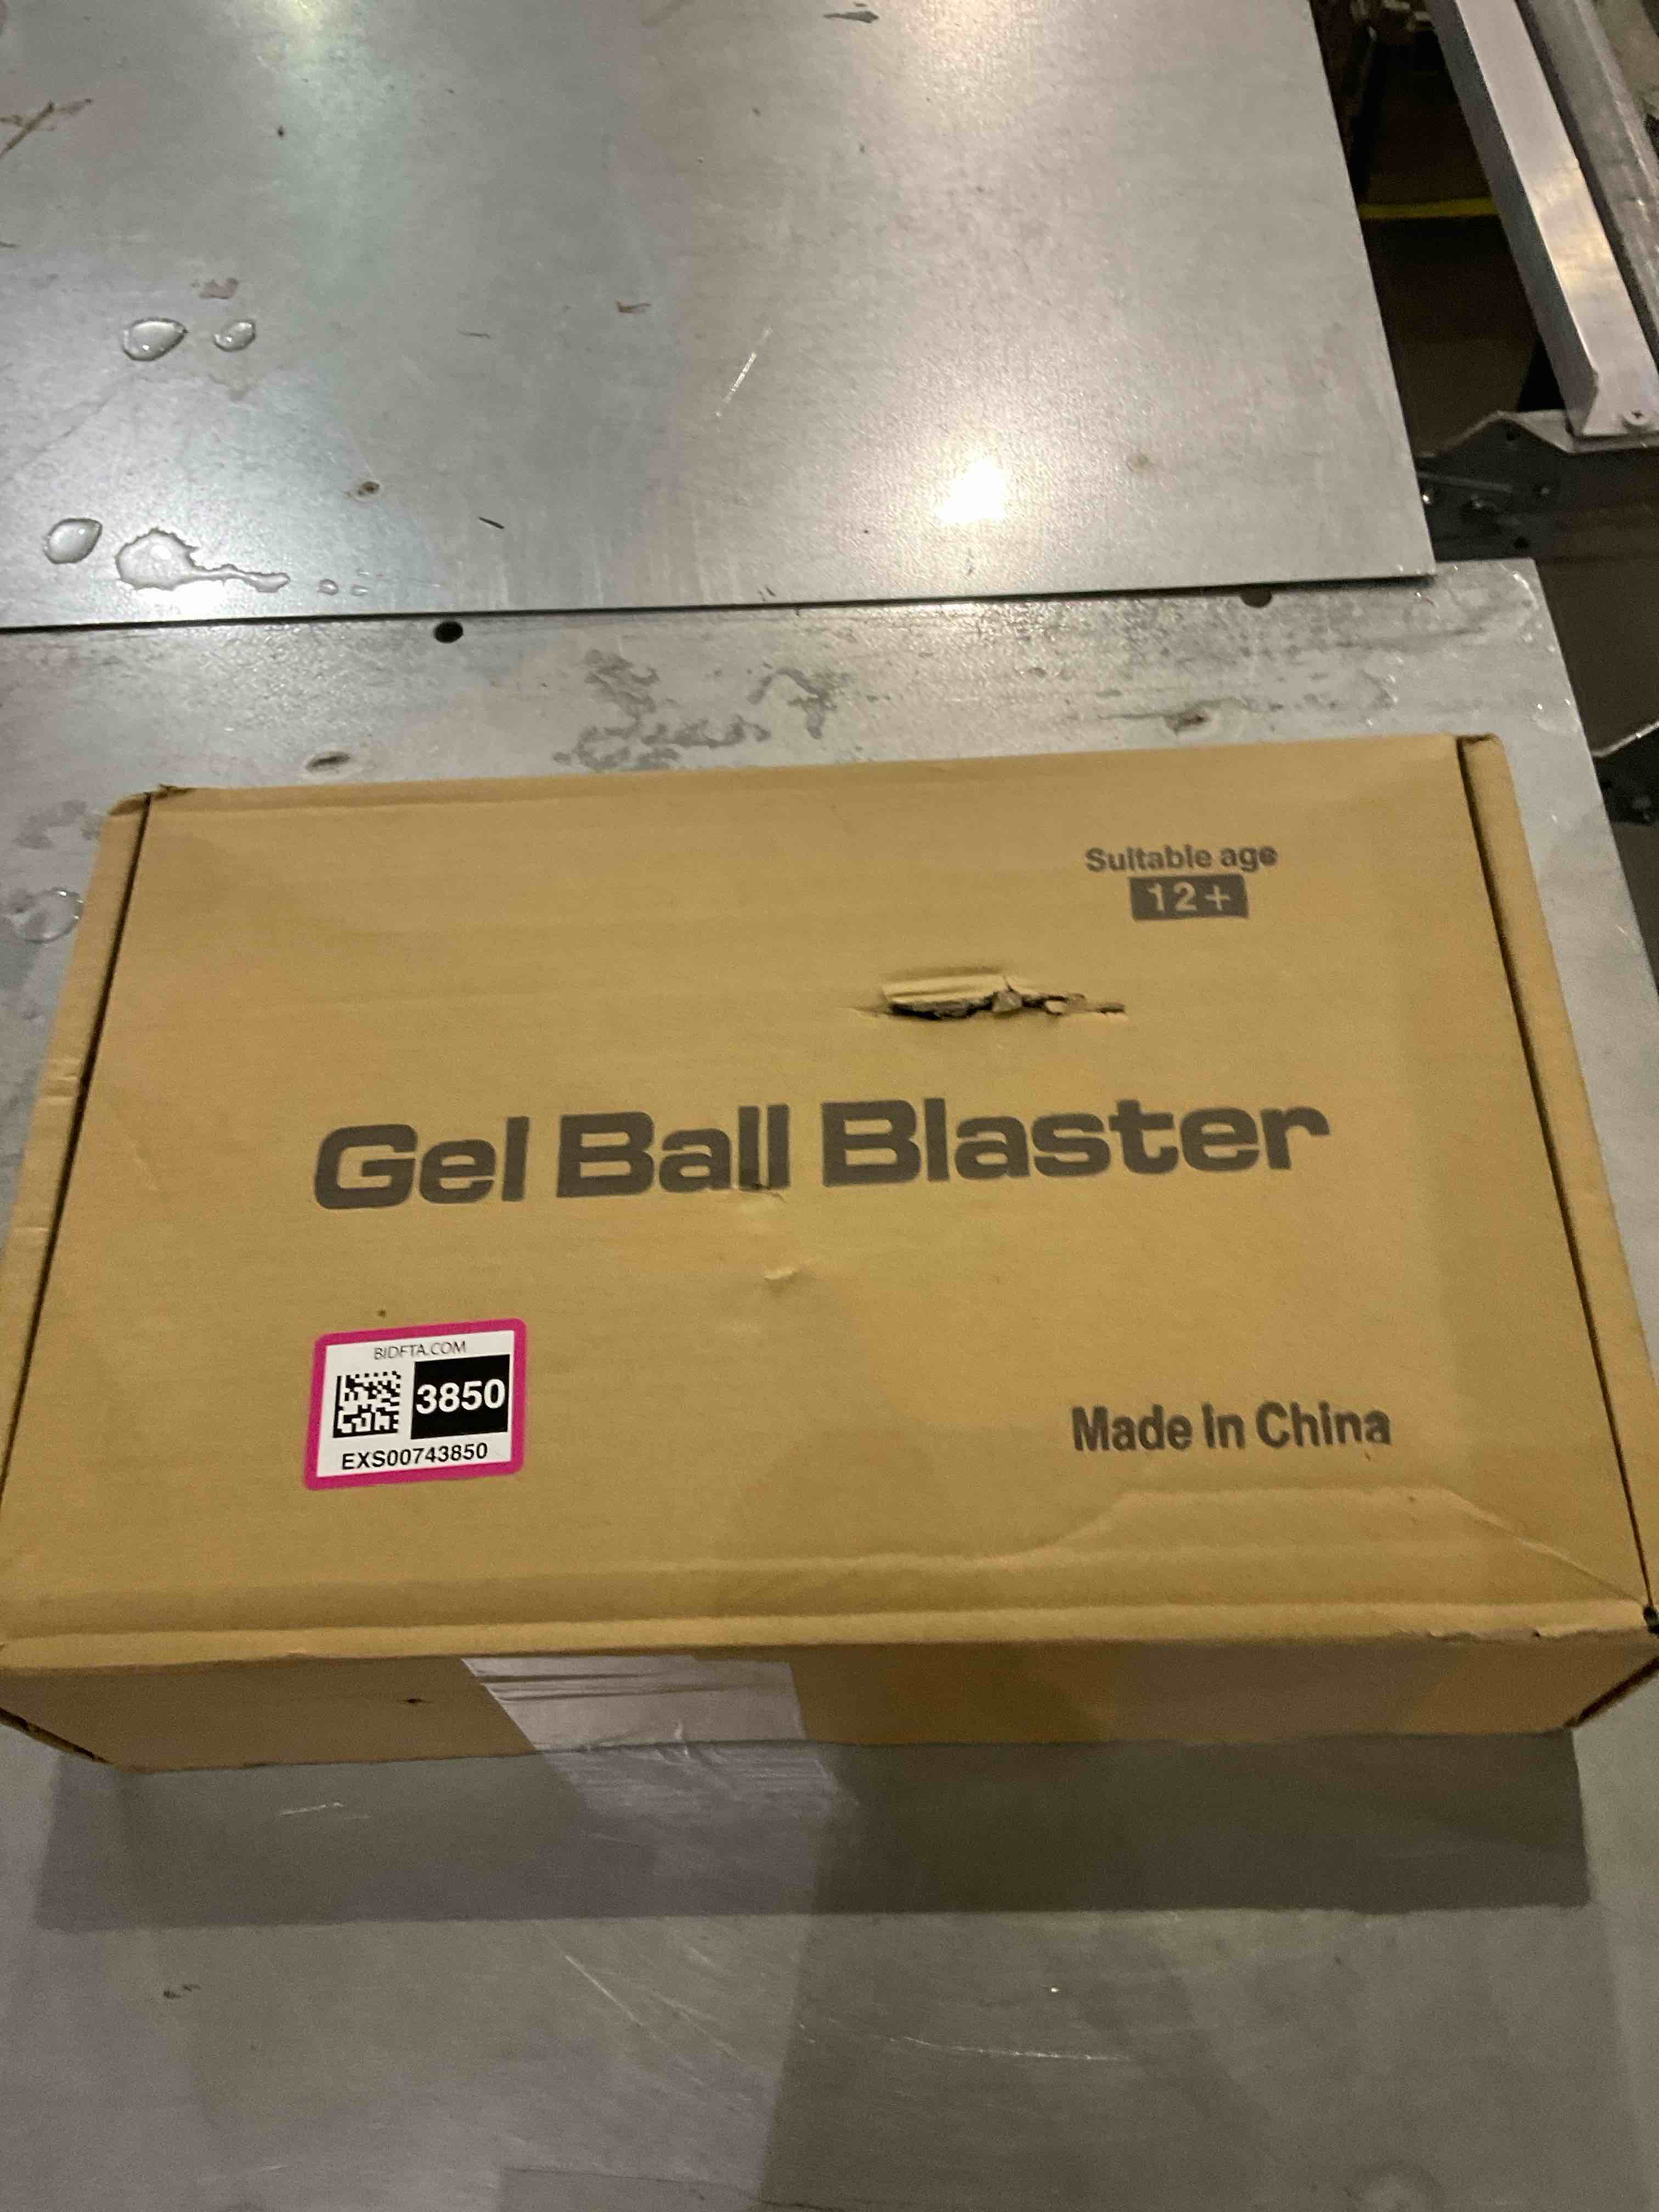 Suitable age
12+
Gel Ball Blaster
BIDFTA.COM
3850
EXS00743850
Made In China